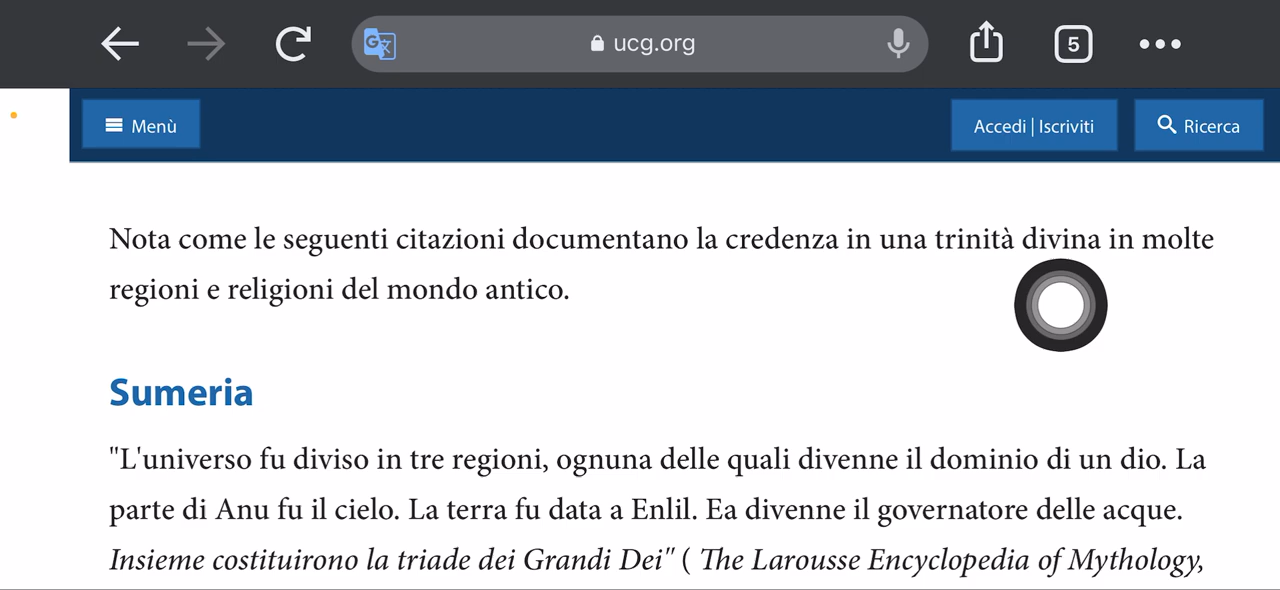 ucg.org
5
Menù
Accedi | Iscriviti
Ricerca
Nota come le seguenti citazioni documentano la credenza in una trinità divina in molte
regioni e religioni del mondo antico.
Sumeria
"L'universo fu diviso in tre regioni, ognuna delle quali divenne il dominio di un dio. La
parte di Anu fu il cielo. La terra fu data a Enlil. Ea divenne il governatore delle acque.
Insieme costituirono la triade dei Grandi Dei" ( The Larousse Encyclopedia of Mythology,